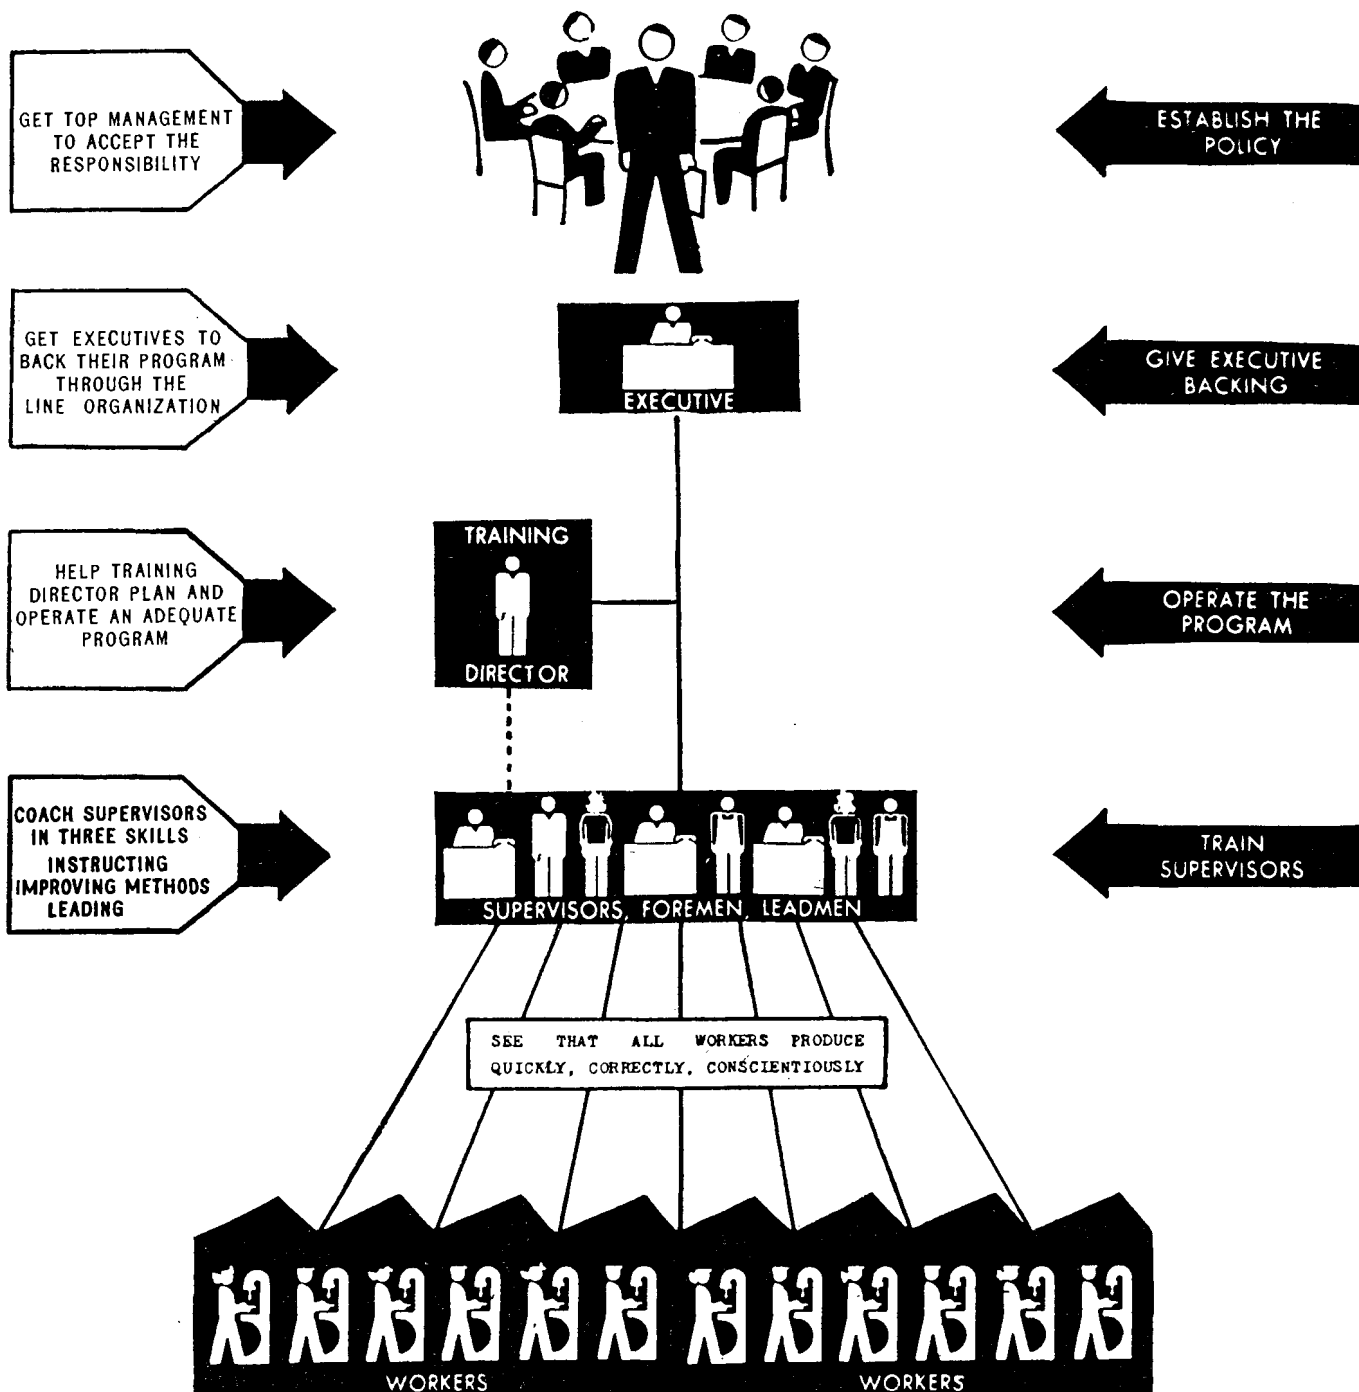 GET TOP MANAGEMENT
TO ACCEPT THE
RESPONSIBILITY
ESTABLISH THE
POLICY
GET EXECUTIVES TO
BACK THEIR PROGRAM
THROUGH THE
LINE ORGANIZATION
EXECUTIVE
GIVE EXECUTIVE
BACKING
HELP TRAINING
DIRECTOR PLAN AND
OPERATE AN ADEQUATE
PROGRAM
TRAINING
DIRECTOR
OPERATE THE
PROGRAM
COACH SUPERVISORS
IN THREE SKILLS
INSTRUCTING
IMPROVING METHODS
LEADING
SUPERVISORS, FOREMEN, LEADMEN
TRAIN
SUPERVISORS
SEE THAT ALL WORKERS PRODUCE
QUICKLY, CORRECTLY, CONSCIENTIOUSLY
WORKERS
WORKERS